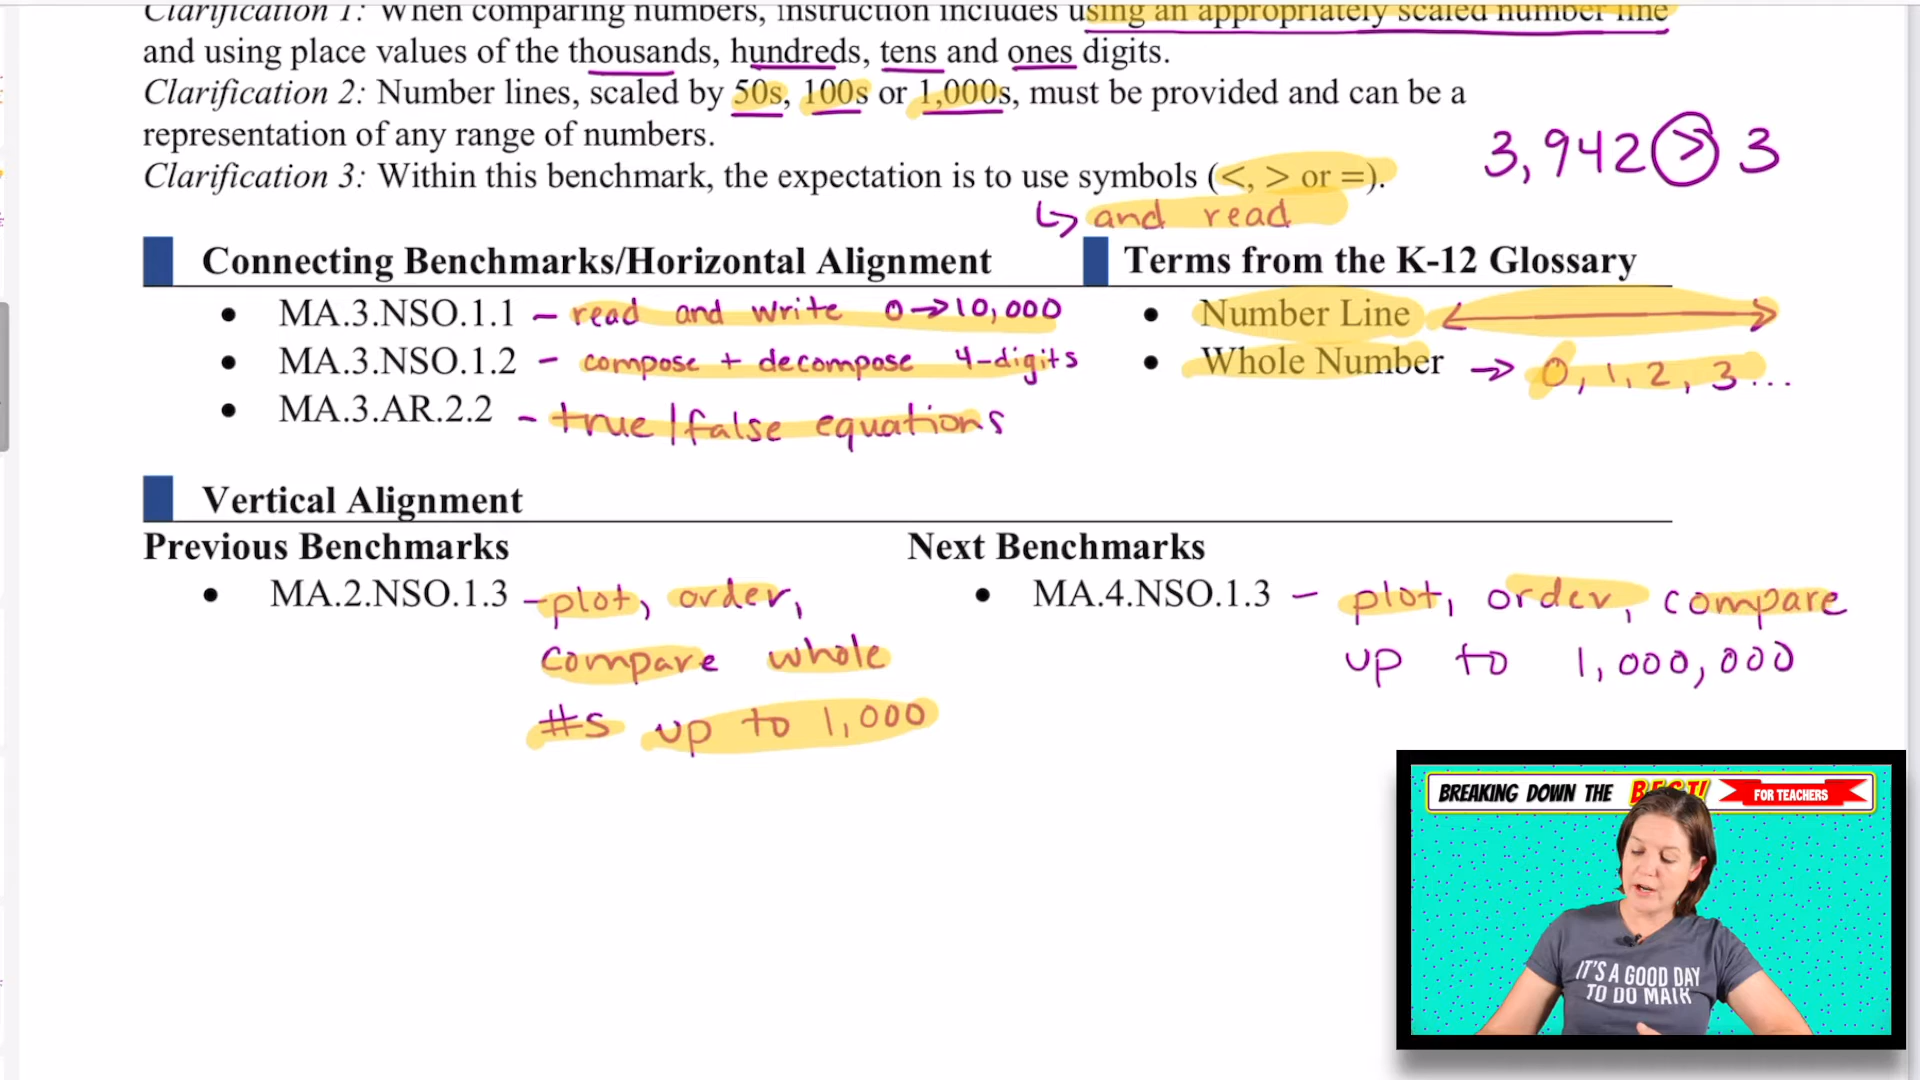 Clarification 1: When comparing numbers, instruction includes using an appropriately scaled number line
and using place values of the thousands, hundreds, tens and ones digits.
Clarification 2: Number lines, scaled by 50s, 100s or 1,000s, must be provided and can be a
representation of any range of numbers.
3,942 > 3
Clarification 3: Within this benchmark, the expectation is to use symbols (<, > or =).
↳ and read
Connecting Benchmarks/Horizontal Alignment
• MA.3.NSO.1.1 – read and write 0→10,000
• MA.3.NSO.1.2 – compose + decompose 4-digits
• MA.3.AR.2.2 – true/false equations
Terms from the K-12 Glossary
• Number Line
• Whole Number → 0, 1, 2, 3...
Vertical Alignment
Previous Benchmarks
• MA.2.NSO.1.3 – plot, order,
compare whole
#s up to 1,000
Next Benchmarks
• MA.4.NSO.1.3 – plot, order, compare
up to 1,000,000
BREAKING DOWN THE B.E.S.T! FOR TEACHERS
IT'S A GOOD DAY
TO DO MATH